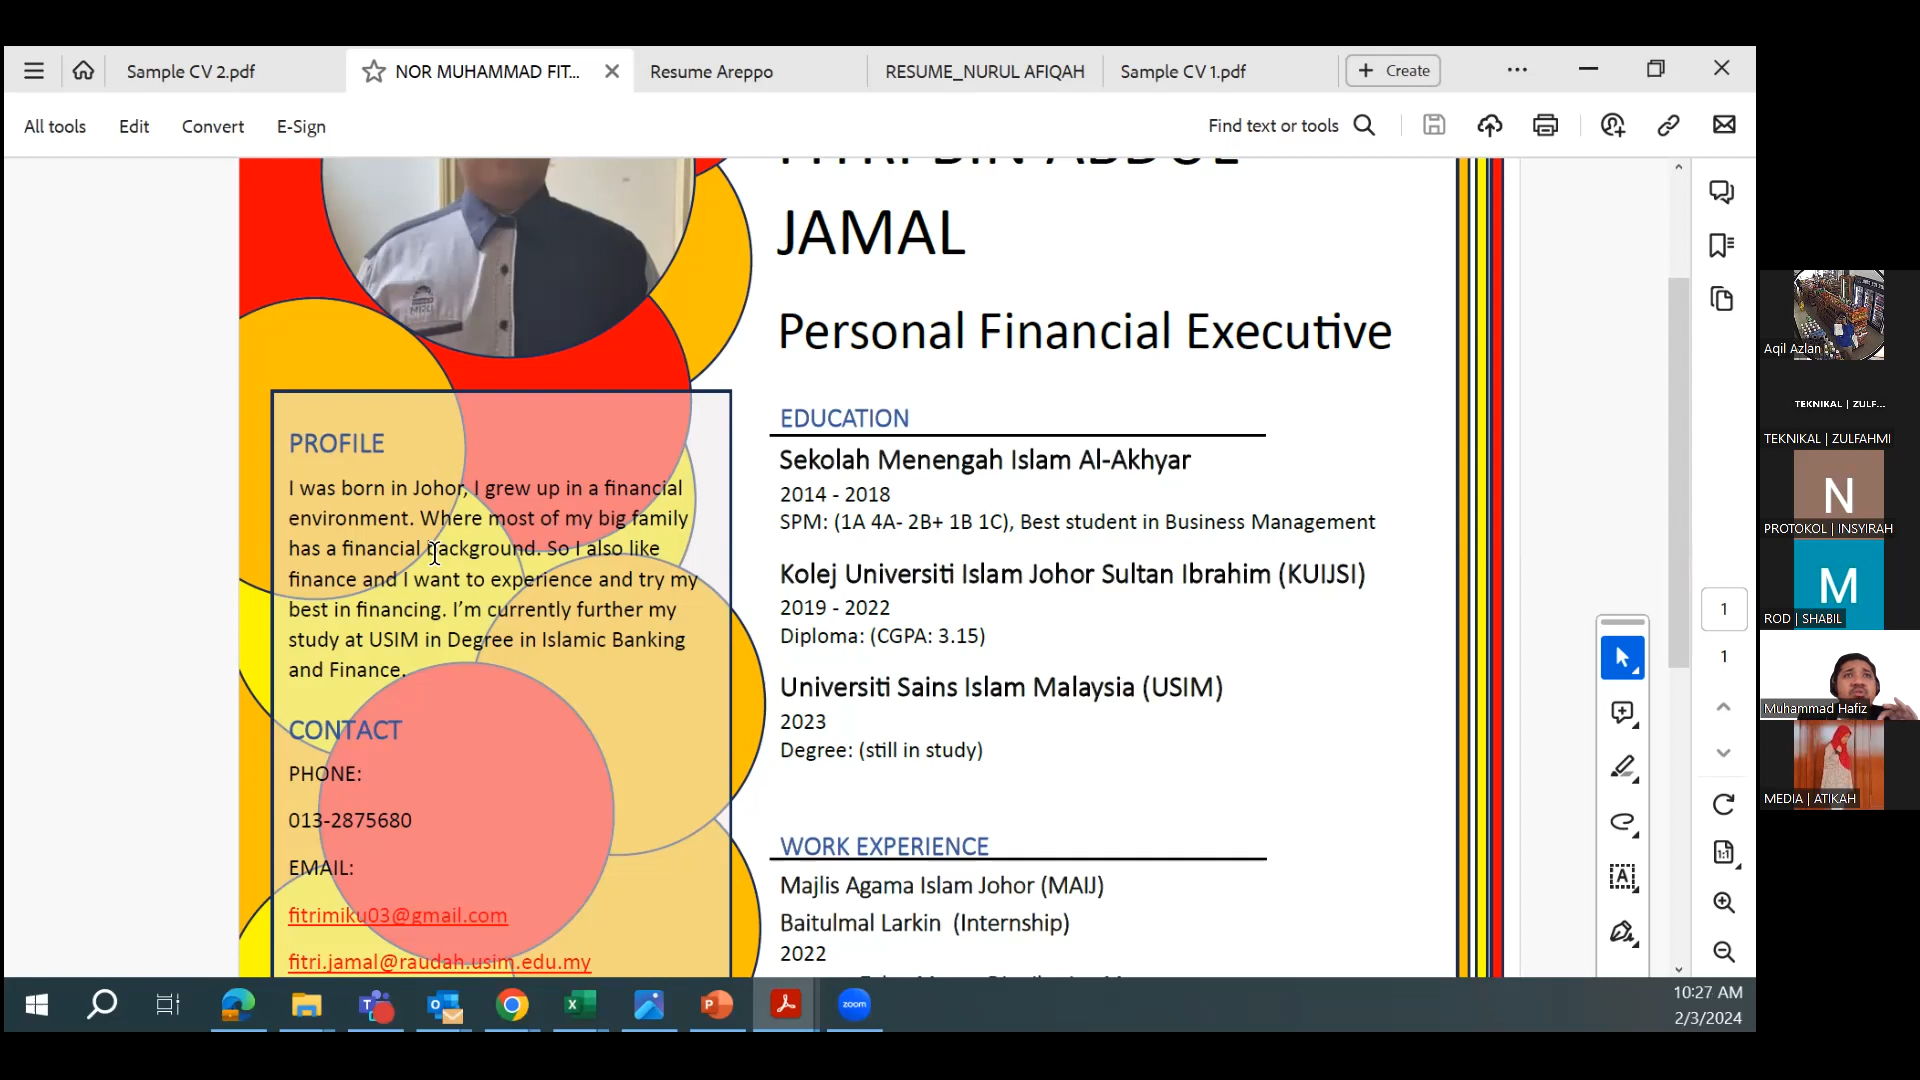 Sample CV 2.pdf
NOR MUHAMMAD FIT...
Resume Areppo
RESUME_NURUL AFIQAH
Sample CV 1.pdf
Create
All tools
Edit
Convert
E-Sign
Find text or tools
FITRI BIN ABDUL
JAMAL
Personal Financial Executive
PROFILE
I was born in Johor, I grew up in a financial
environment. Where most of my big family
has a financial background. So I also like
finance and I want to experience and try my
best in financing. I'm currently further my
study at USIM in Degree in Islamic Banking
and Finance.
CONTACT
PHONE:
013-2875680
EMAIL:
fitrimiku03@gmail.com
fitri.jamal@raudah.usim.edu.my
EDUCATION
Sekolah Menengah Islam Al-Akhyar
2014 - 2018
SPM: (1A 4A- 2B+ 1B 1C), Best student in Business Management
Kolej Universiti Islam Johor Sultan Ibrahim (KUIJSI)
2019 - 2022
Diploma: (CGPA: 3.15)
Universiti Sains Islam Malaysia (USIM)
2023
Degree: (still in study)
WORK EXPERIENCE
Majlis Agama Islam Johor (MAIJ)
Baitulmal Larkin (Internship)
2022
1
1
Aqil Azlan
TEKNIKAL | ZULF...
TEKNIKAL | ZULFAHMI
N
PROTOKOL | INSYIRAH
M
ROD | SHABIL
Muhammad Hafiz
MEDIA | ATIKAH
zoom
10:27 AM
2/3/2024